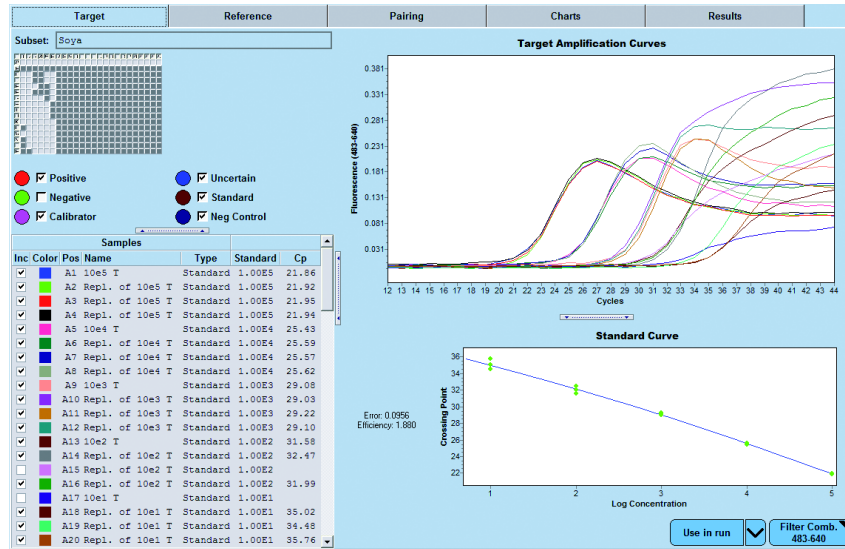 Target Reference Pairing Charts Results
Subset: Soya
Positive Uncertain
Negative Standard
Calibrator Neg Control
Samples
Inc Color Pos Name Type Standard Cp
A1 10e5 T Standard 1.00E5 21.86
A2 Repl. of 10e5 T Standard 1.00E5 21.92
A3 Repl. of 10e5 T Standard 1.00E5 21.95
A4 Repl. of 10e5 T Standard 1.00E5 21.94
A5 10e4 T Standard 1.00E4 25.43
A6 Repl. of 10e4 T Standard 1.00E4 25.59
A7 Repl. of 10e4 T Standard 1.00E4 25.57
A8 Repl. of 10e4 T Standard 1.00E4 25.62
A9 10e3 T Standard 1.00E3 29.08
A10 Repl. of 10e3 T Standard 1.00E3 29.03
A11 Repl. of 10e3 T Standard 1.00E3 29.22
A12 Repl. of 10e3 T Standard 1.00E3 29.10
A13 10e2 T Standard 1.00E2 31.58
A14 Repl. of 10e2 T Standard 1.00E2 32.47
A15 Repl. of 10e2 T Standard 1.00E2
A16 Repl. of 10e2 T Standard 1.00E2 31.99
A17 10e1 T Standard 1.00E1
A18 Repl. of 10e1 T Standard 1.00E1 35.02
A19 Repl. of 10e1 T Standard 1.00E1 34.48
A20 Repl. of 10e1 T Standard 1.00E1 35.76
Target Amplification Curves
Fluorescence (483-640)
0.381
0.331
0.281
0.231
0.181
0.131
0.081
0.031
12 13 14 15 16 17 18 19 20 21 22 23 24 25 26 27 28 29 30 31 32 33 34 35 36 37 38 39 40 41 42 43 44
Cycles
Standard Curve
Error: 0.0956
Efficiency: 1.880
Crossing Point
36
34
32
30
28
26
24
22
1 2 3 4 5
Log Concentration
Use in run
Filter Comb.
483-640